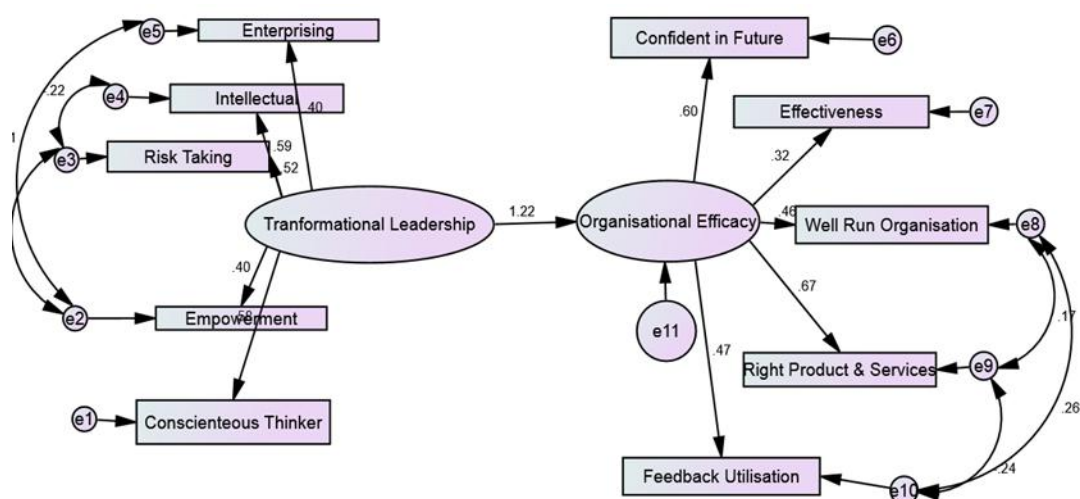 e5
Enterprising
e4
Intellectual
.22
.40
e3
Risk Taking
.59
.52
Tranformational Leadership
1.22
Organisational Efficacy
.40
e2
Empowerment
.58
e1
Conscienteous Thinker
Confident in Future
e6
.60
Effectiveness
e7
.32
.46
Well Run Organisation
e8
.67
e11
.17
.47
Right Product & Services
e9
.26
Feedback Utilisation
e10
.24